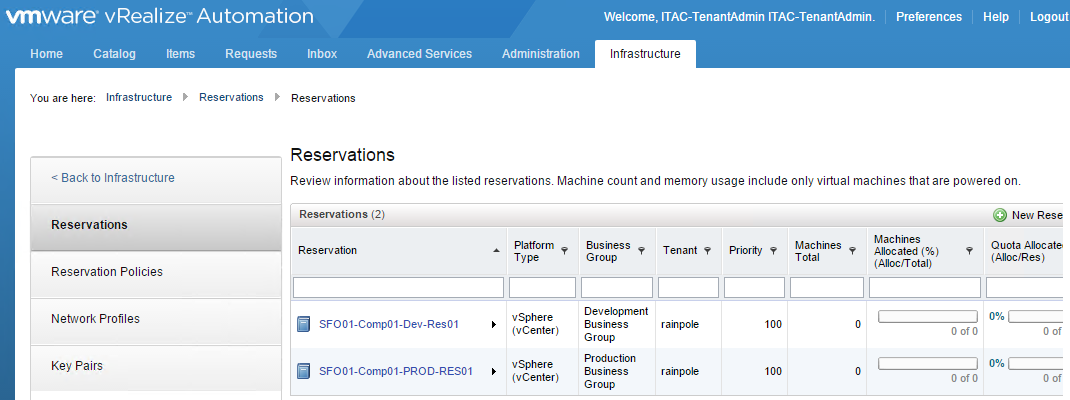 vmware® vRealize™ Automation
Welcome, ITAC-TenantAdmin ITAC-TenantAdmin. Preferences Help Logout
Home Catalog Items Requests Inbox Advanced Services Administration Infrastructure
You are here: Infrastructure Reservations Reservations
Reservations
< Back to Infrastructure
Review information about the listed reservations. Machine count and memory usage include only virtual machines that are powered on.
Reservations
Reservation Policies
Network Profiles
Key Pairs
Reservations (2) New Rese
Reservation Platform Type Business Group Tenant Priority Machines Total Machines Allocated (%) (Alloc/Total) Quota Allocated (Alloc/Res)
SFO01-Comp01-Dev-Res01 vSphere (vCenter) Development Business Group rainpole 100 0 0 of 0 0% 0 of 0
SFO01-Comp01-PROD-RES01 vSphere (vCenter) Production Business Group rainpole 100 0 0 of 0 0% 0 of 0